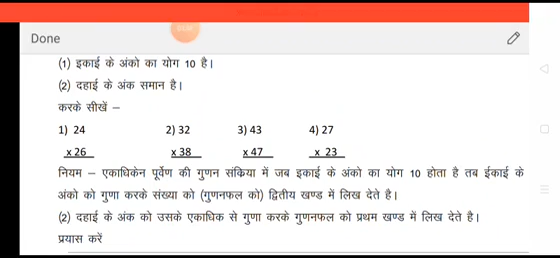 Done
(1) इकाई के अंको का योग 10 है।
(2) दहाई के अंक समान है।
करके सीखें –
1) 24 2) 32 3) 43 4) 27
x 26 x 38 x 47 x 23
नियम – एकाधिकेन पूर्वेण की गुणन संक्रिया में जब इकाई के अंको का योग 10 होता है तब ईकाई के
अंको को गुणा करके संख्या को (गुणनफल को) द्वितीय खण्ड में लिख देते है।
(2) दहाई के अंक को उसके एकाधिक से गुणा करके गुणनफल को प्रथम खण्ड में लिख देते है।
प्रयास करें